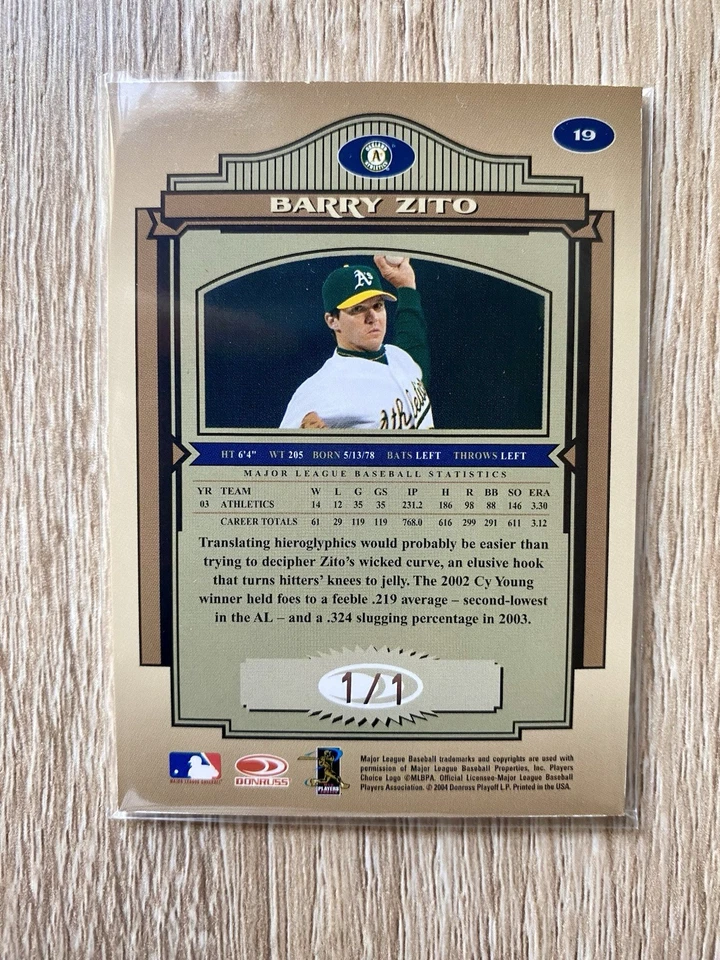 19
OAKLAND
A's
ATHLETICS
BARRY ZITO
A's
Athletics
HT 6'4" WT 205 BORN 5/13/78 BATS LEFT THROWS LEFT
MAJOR LEAGUE BASEBALL STATISTICS
YR TEAM W L G GS IP H R BB SO ERA
03 ATHLETICS 14 12 35 35 231.2 186 98 88 146 3.30
CAREER TOTALS 61 29 119 119 768.0 616 299 291 611 3.12
Translating hieroglyphics would probably be easier than
trying to decipher Zito's wicked curve, an elusive hook
that turns hitters' knees to jelly. The 2002 Cy Young
winner held foes to a feeble .219 average – second-lowest
in the AL – and a .324 slugging percentage in 2003.
1/1
MAJOR LEAGUE BASEBALL
DONRUSS
PLAYERS
Major League Baseball trademarks and copyrights are used with
permission of Major League Baseball Properties, Inc. Players
Choice Logo ©MLBPA. Official Licensee-Major League Baseball
Players Association. © 2004 Donruss Playoff L.P. Printed in the USA.